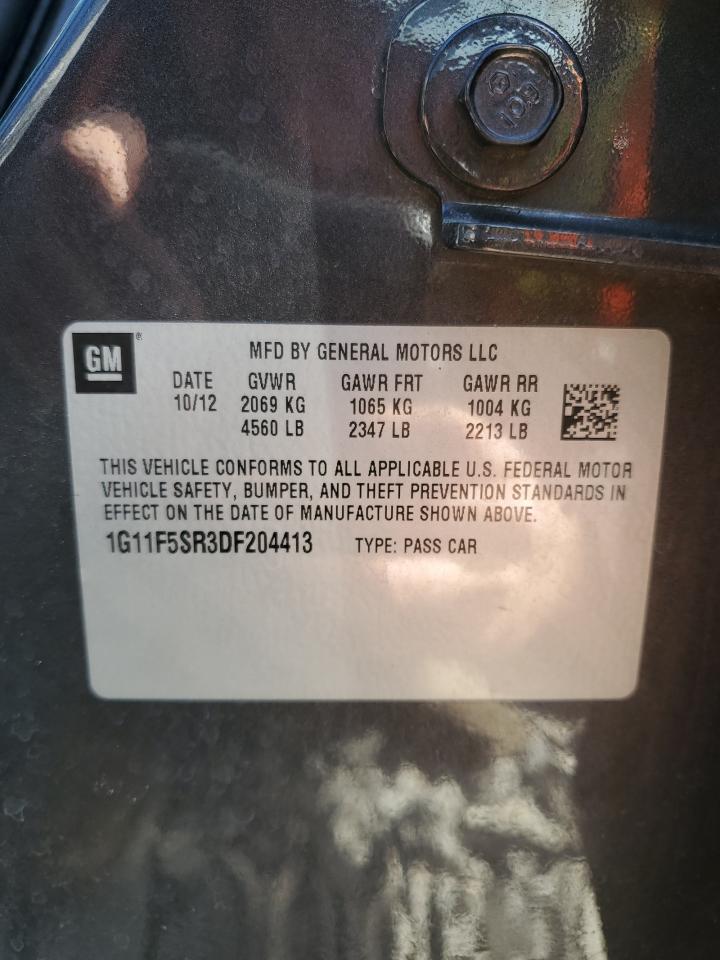 GM ®
MFD BY GENERAL MOTORS LLC
DATE GVWR GAWR FRT GAWR RR
10/12 2069 KG 1065 KG 1004 KG
4560 LB 2347 LB 2213 LB
THIS VEHICLE CONFORMS TO ALL APPLICABLE U.S. FEDERAL MOTOR
VEHICLE SAFETY, BUMPER, AND THEFT PREVENTION STANDARDS IN
EFFECT ON THE DATE OF MANUFACTURE SHOWN ABOVE.
1G11F5SR3DF204413 TYPE: PASS CAR